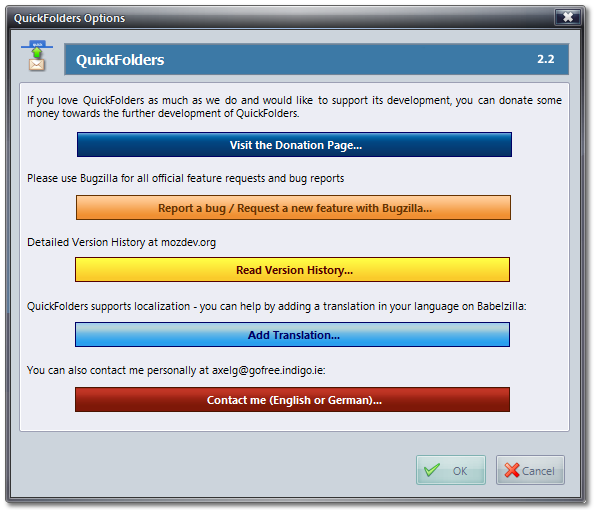 QuickFolders Options
QuickFolders
2.2
If you love QuickFolders as much as we do and would like to support its development, you can donate some
money towards the further development of QuickFolders.
Visit the Donation Page...
Please use Bugzilla for all official feature requests and bug reports
Report a bug / Request a new feature with Bugzilla...
Detailed Version History at mozdev.org
Read Version History...
QuickFolders supports localization - you can help by adding a translation in your language on Babelzilla:
Add Translation...
You can also contact me personally at axelg@gofree.indigo.ie:
Contact me (English or German)...
OK
Cancel